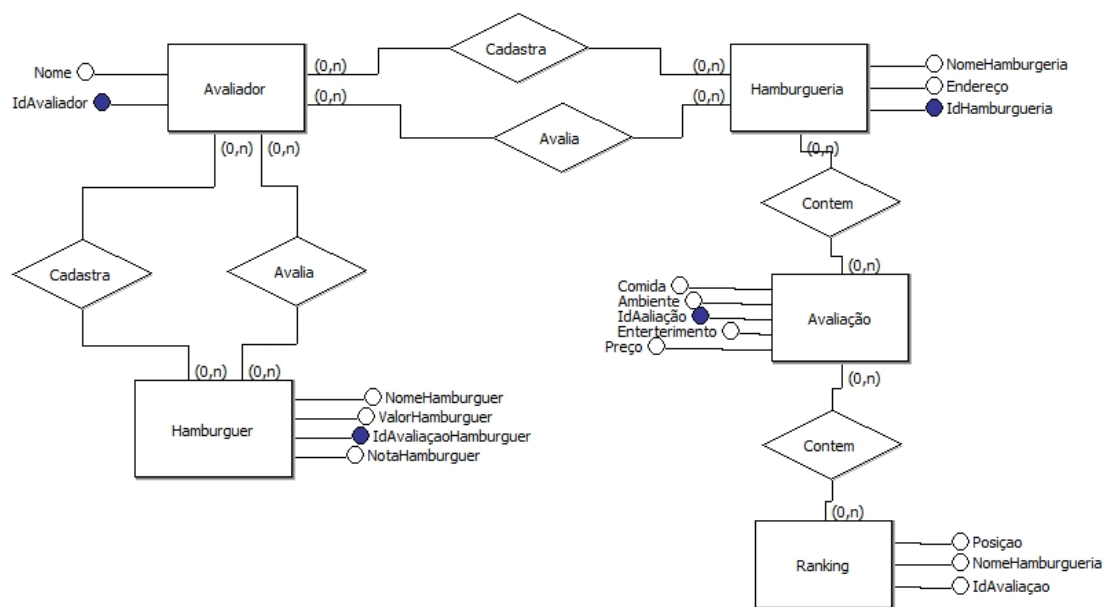 Cadastra
(0,n)
(0,n)
Nome
Avaliador
Hamburgueria
NomeHamburgeria
Endereço
IdHamburgueria
IdAvaliador
(0,n)
(0,n)
Avalia
(0,n)
(0,n)
(0,n)
Contem
Cadastra
Avalia
(0,n)
Comida
Ambiente
IdAaliação
Enterterimento
Preço
Avaliação
(0,n)
(0,n)
(0,n)
NomeHamburguer
ValorHamburguer
IdAvaliaçaoHamburguer
NotaHamburguer
Hamburguer
Contem
(0,n)
Ranking
Posiçao
NomeHamburgueria
IdAvaliaçao